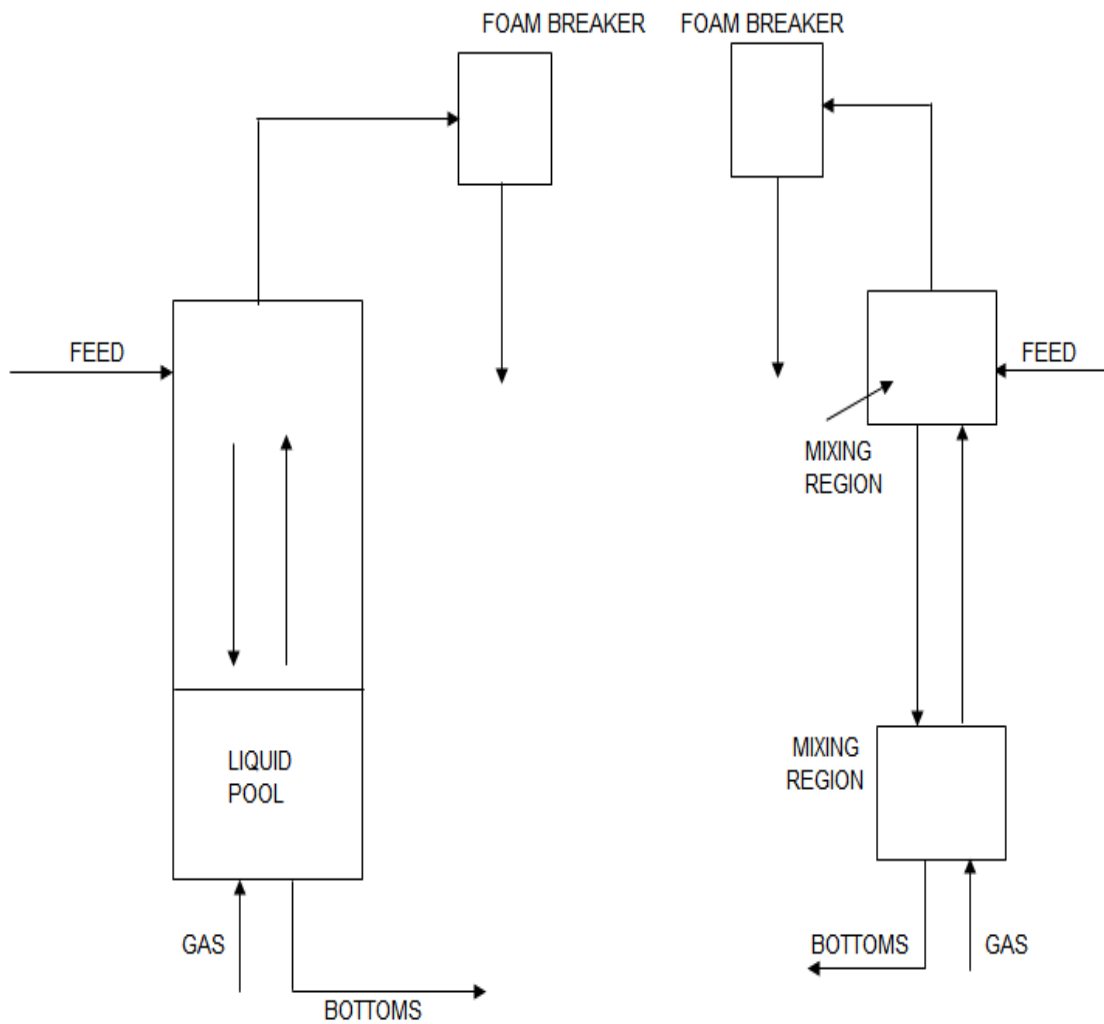 FOAM BREAKER
FOAM BREAKER
FEED
FEED
MIXING
REGION
LIQUID
POOL
MIXING
REGION
GAS
BOTTOMS
BOTTOMS
GAS